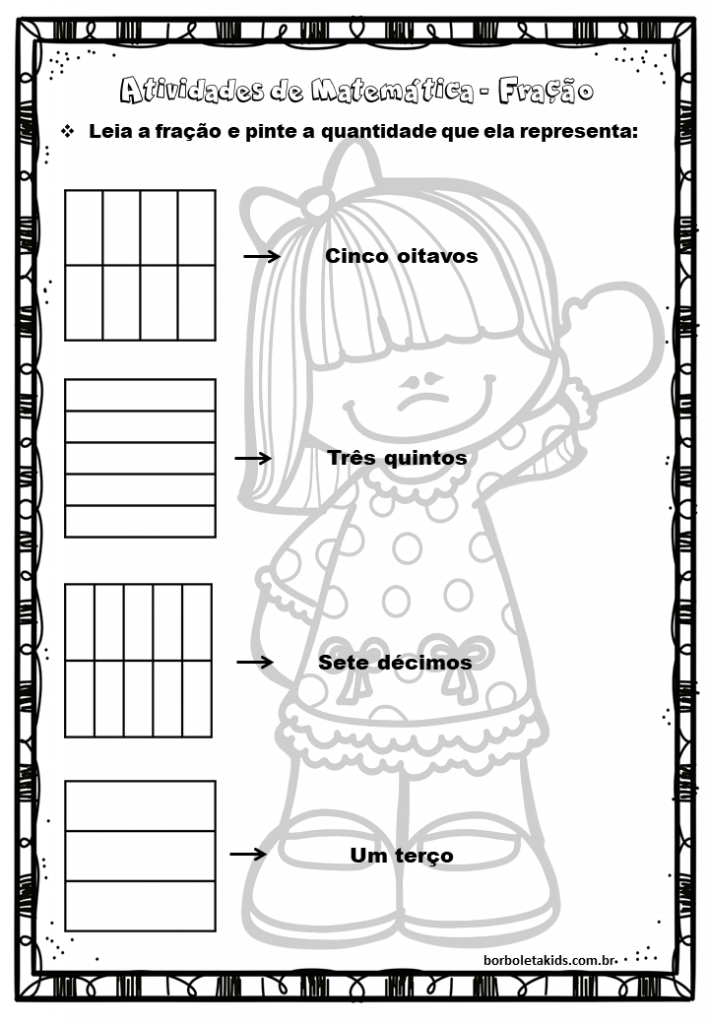 Atividades de Matemática - Fração
❖ Leia a fração e pinte a quantidade que ela representa:
Cinco oitavos
Três quintos
Sete décimos
Um terço
borboletakids.com.br